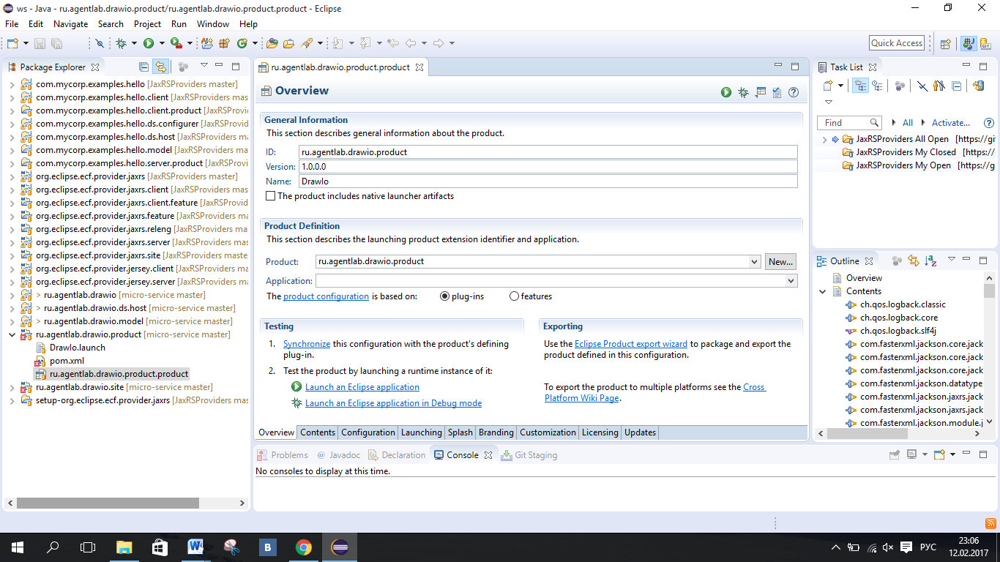 ws - Java - ru.agentlab.drawio.product/ru.agentlab.drawio.product.product - Eclipse
File Edit Navigate Search Project Run Window Help
Quick Access
Package Explorer
com.mycorp.examples.hello [JaxRSProviders master]
com.mycorp.examples.hello.client [JaxRSProviders mas
com.mycorp.examples.hello.client.product [JaxRSProvi
com.mycorp.examples.hello.ds.configurer [JaxRSProvid
com.mycorp.examples.hello.ds.host [JaxRSProviders ma
com.mycorp.examples.hello.model [JaxRSProviders ma
com.mycorp.examples.hello.server.product [JaxRSProvi
org.eclipse.ecf.provider.jaxrs [JaxRSProviders master]
org.eclipse.ecf.provider.jaxrs.client [JaxRSProviders mas
org.eclipse.ecf.provider.jaxrs.client.feature [JaxRSProvid
org.eclipse.ecf.provider.jaxrs.feature [JaxRSProviders ma
org.eclipse.ecf.provider.jaxrs.releng [JaxRSProviders mas
org.eclipse.ecf.provider.jaxrs.server [JaxRSProviders mas
org.eclipse.ecf.provider.jaxrs.site [JaxRSProviders maste
org.eclipse.ecf.provider.jersey.client [JaxRSProviders ma
org.eclipse.ecf.provider.jersey.server [JaxRSProviders ma
> ru.agentlab.drawio [micro-service master]
> ru.agentlab.drawio.ds.host [micro-service master]
> ru.agentlab.drawio.model [micro-service master]
ru.agentlab.drawio.product [micro-service master]
DrawIo.launch
pom.xml
ru.agentlab.drawio.product.product
ru.agentlab.drawio.site [micro-service master]
setup-org.eclipse.ecf.provider.jaxrs [JaxRSProviders mas
ru.agentlab.drawio.product.product
Overview
General Information
This section describes general information about the product.
ID: ru.agentlab.drawio.product
Version: 1.0.0.0
Name: DrawIo
The product includes native launcher artifacts
Product Definition
This section describes the launching product extension identifier and application.
Product: ru.agentlab.drawio.product New...
Application:
The product configuration is based on: plug-ins features
Testing
1. Synchronize this configuration with the product's defining
plug-in.
2. Test the product by launching a runtime instance of it:
Launch an Eclipse application
Launch an Eclipse application in Debug mode
Exporting
Use the Eclipse Product export wizard to package and export the
product defined in this configuration.
To export the product to multiple platforms see the Cross
Platform Wiki Page.
Overview Contents Configuration Launching Splash Branding Customization Licensing Updates
Problems @ Javadoc Declaration Console Git Staging
No consoles to display at this time.
Task List
Find All Activate...
JaxRSProviders All Open [https://git
JaxRSProviders My Closed [https://
JaxRSProviders My Open [https://g
Outline
Overview
Contents
ch.qos.logback.classic
ch.qos.logback.core
ch.qos.logback.slf4j
com.fasterxml.jackson.core.jack
com.fasterxml.jackson.core.jack
com.fasterxml.jackson.core.jack
com.fasterxml.jackson.datatype
com.fasterxml.jackson.jaxrs.jack
com.fasterxml.jackson.jaxrs.jack
com.fasterxml.jackson.module.j
РУС
23:06
12.02.2017